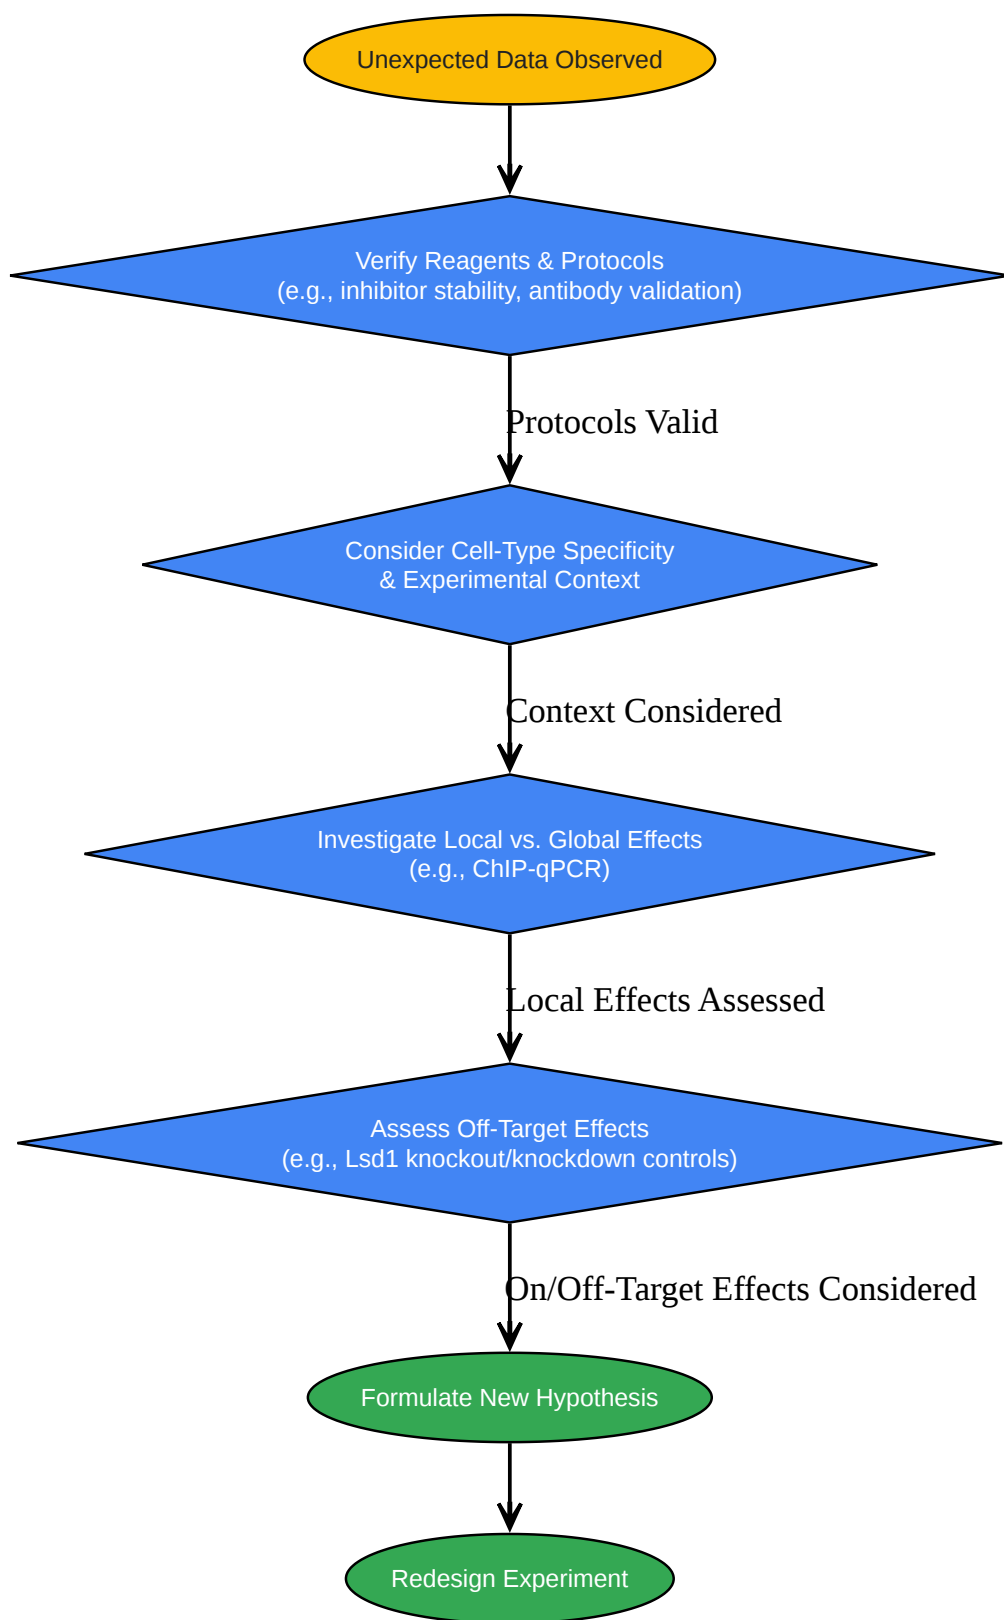 Unexpected Data Observed
Verify Reagents & Protocols
(e.g., inhibitor stability, antibody validation)
Protocols Valid
Consider Cell-Type Specificity
& Experimental Context
Context Considered
Investigate Local vs. Global Effects
(e.g., ChIP-qPCR)
Local Effects Assessed
Assess Off-Target Effects
(e.g., Lsd1 knockout/knockdown controls)
On/Off-Target Effects Considered
Formulate New Hypothesis
Redesign Experiment